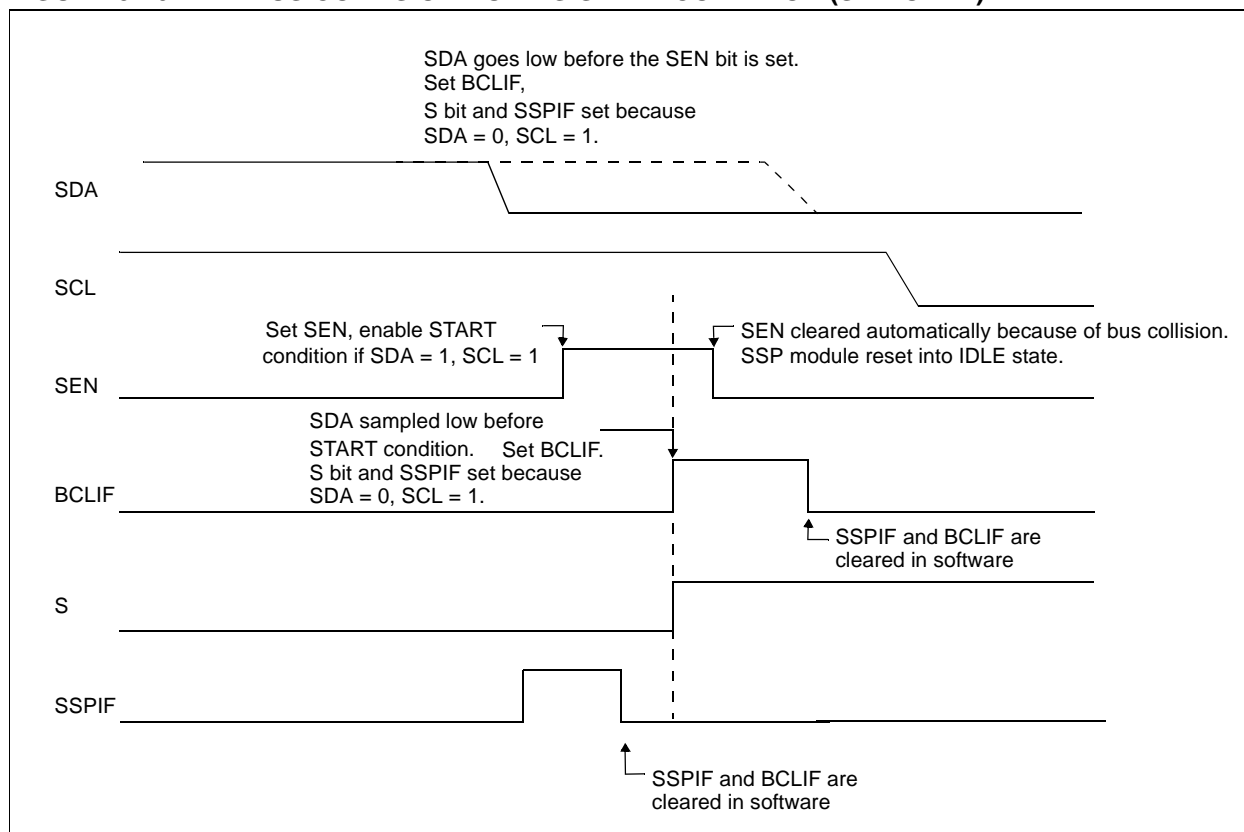 SDA goes low before the SEN bit is set.
Set BCLIF,
S bit and SSPIF set because
SDA = 0, SCL = 1.
SDA
SCL
Set SEN, enable START
condition if SDA = 1, SCL = 1
SEN cleared automatically because of bus collision.
SSP module reset into IDLE state.
SEN
SDA sampled low before
START condition. Set BCLIF.
S bit and SSPIF set because
SDA = 0, SCL = 1.
BCLIF
SSPIF and BCLIF are
cleared in software
S
SSPIF
SSPIF and BCLIF are
cleared in software